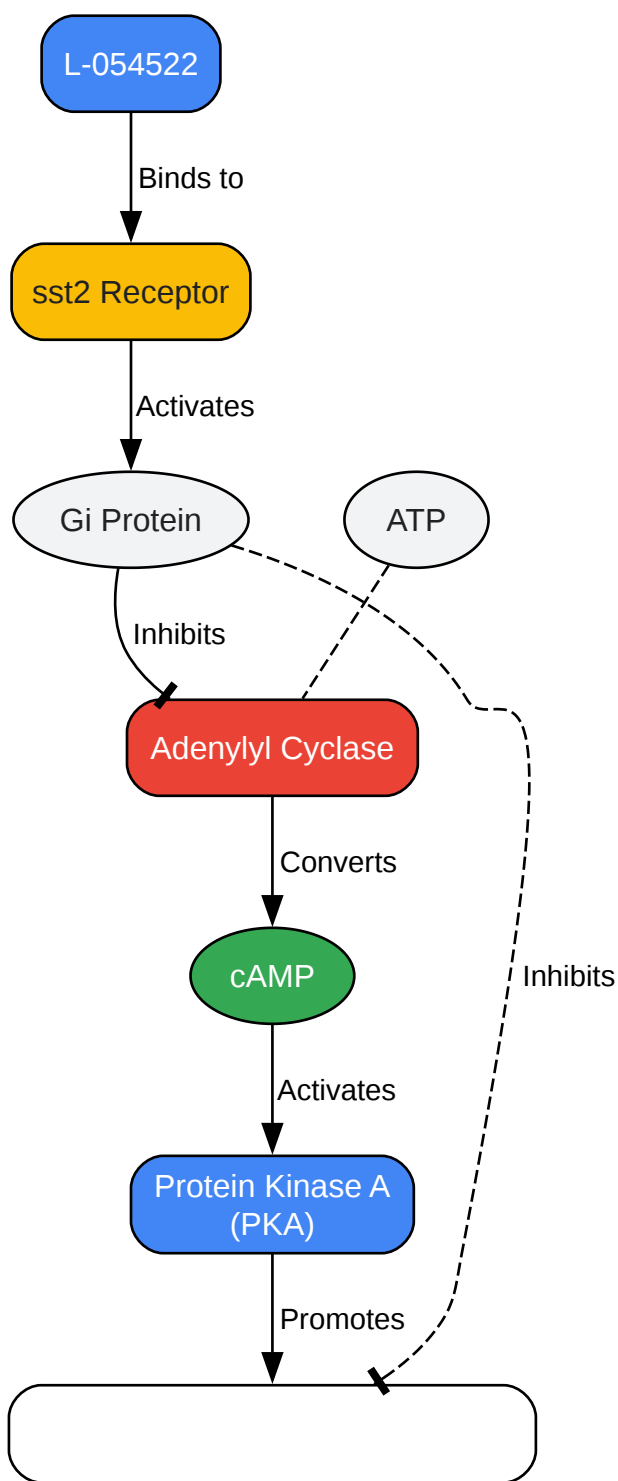 L-054522
Binds to
sst2 Receptor
Activates
Gi Protein
ATP
Inhibits
Adenylyl Cyclase
Converts
cAMP
Inhibits
Activates
Protein Kinase A
(PKA)
Promotes